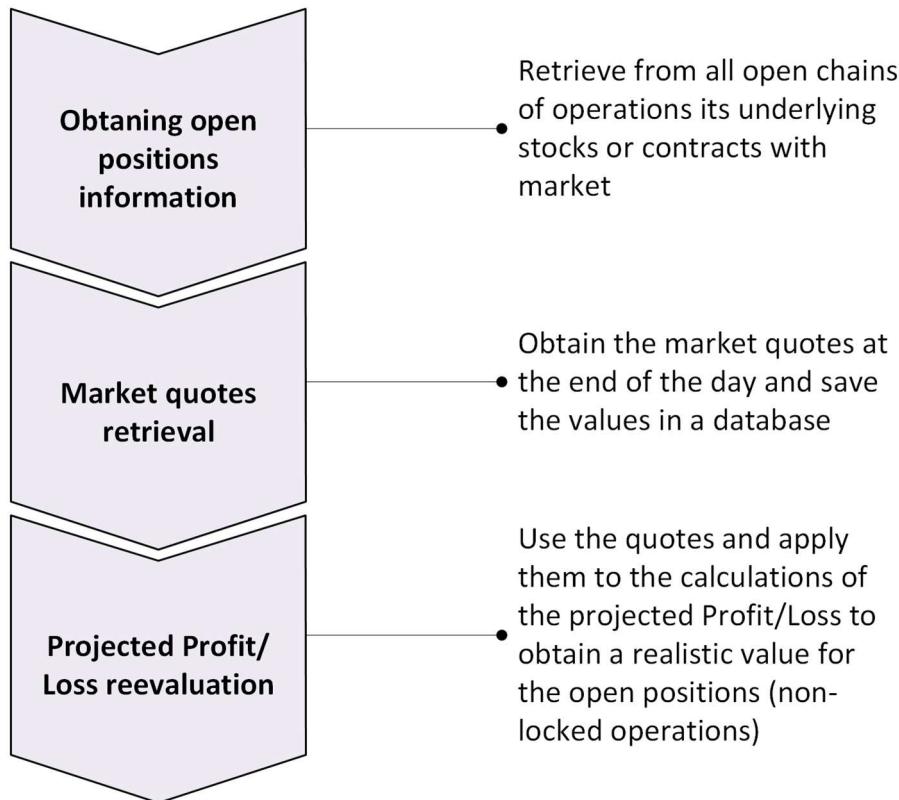 Obtaning open
positions
information
Retrieve from all open chains
of operations its underlying
stocks or contracts with
market
Market quotes
retrieval
Obtain the market quotes at
the end of the day and save
the values in a database
Projected Profit/
Loss reevaluation
Use the quotes and apply
them to the calculations of
the projected Profit/Loss to
obtain a realistic value for
the open positions (non-
locked operations)